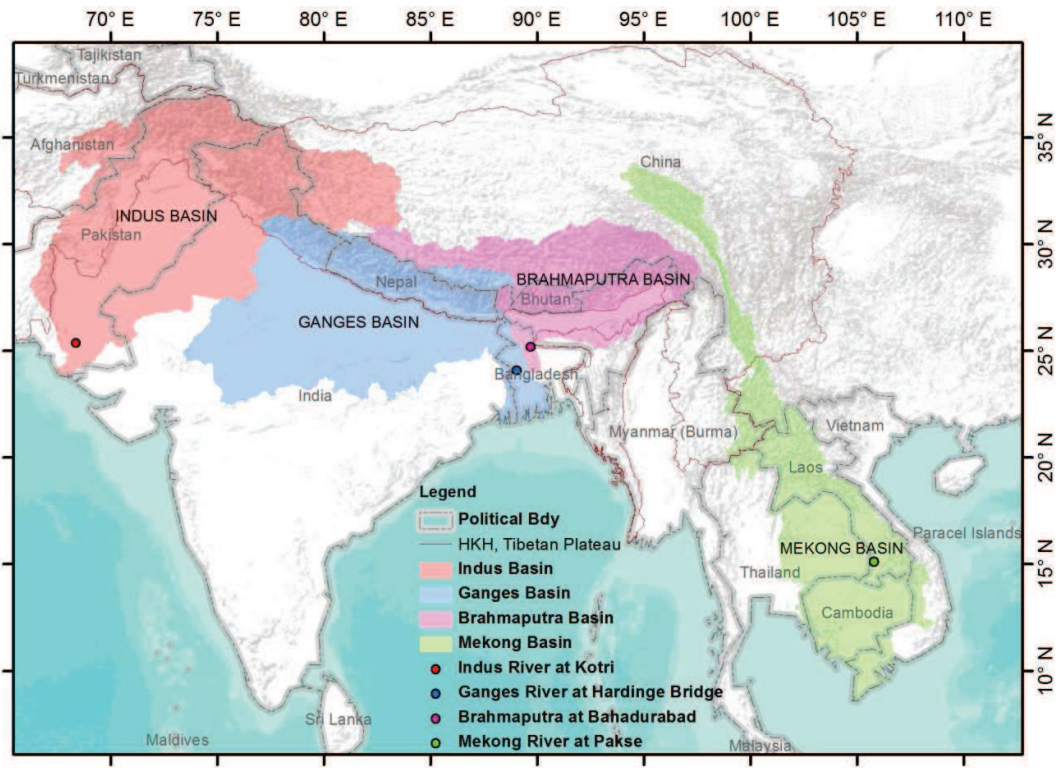 70° E 75° E 80° E 85° E 90° E 95° E 100° E 105° E 110° E
Tajikistan
Turkmenistan
Afghanistan
35° N
China
INDUS BASIN
Pakistan
30° N
Nepal
BRAHMAPUTRA BASIN
Bhutan
GANGES BASIN
25° N
Bangladesh
India
Myanmar (Burma)
Vietnam
20° N
Laos
Legend
Political Bdy
HKH, Tibetan Plateau
Indus Basin
Ganges Basin
Brahmaputra Basin
Mekong Basin
Indus River at Kotri
Ganges River at Hardinge Bridge
Brahmaputra at Bahadurabad
Mekong River at Pakse
Paracel Islands
MEKONG BASIN
15° N
Thailand
Cambodia
10° N
Sri Lanka
Maldives
Malaysia